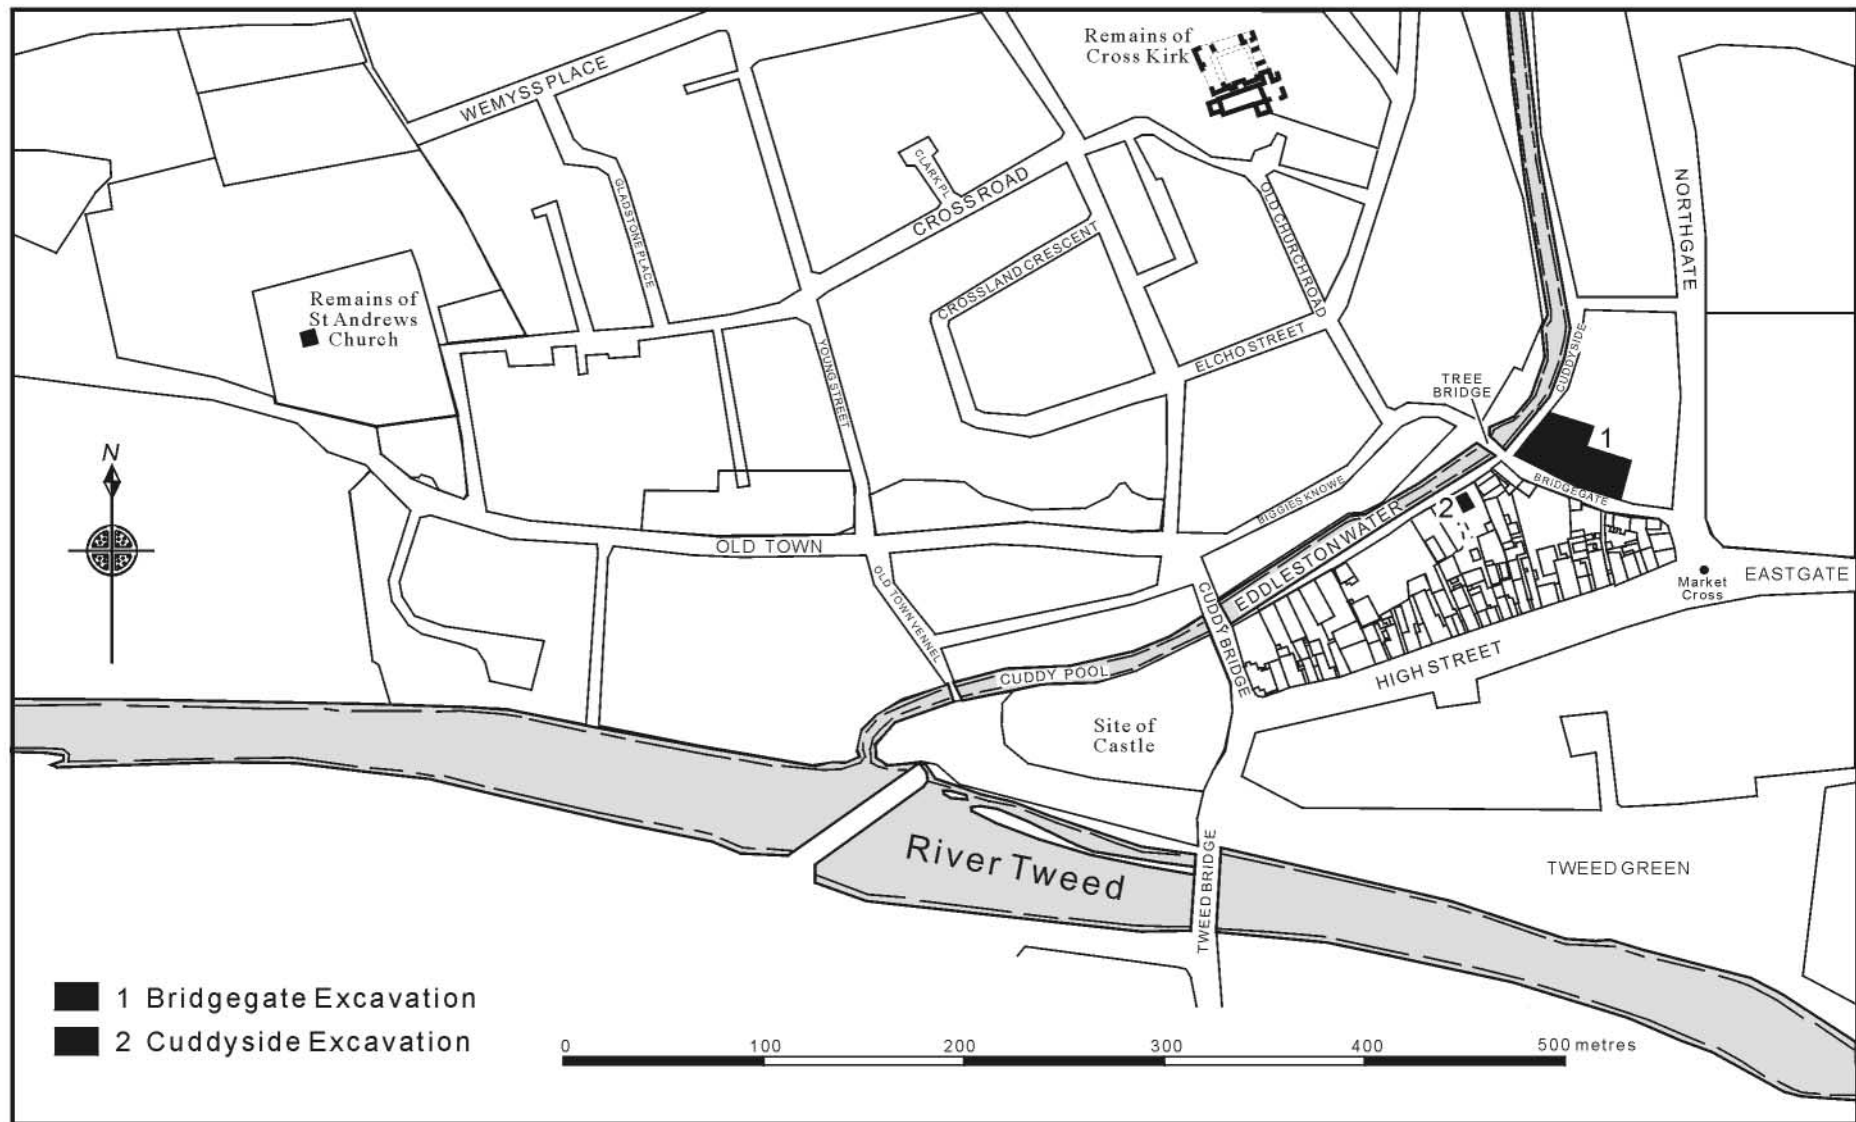 Remains of
Cross Kirk
WEMYSS PLACE
CLARK PL
CROSS ROAD
GLADSTONE PLACE
OLD CHURCH ROAD
NORTHGATE
CROSSLAND CRESCENT
Remains of
St Andrews
Church
YOUNG STREET
ELCHO STREET
CUDDYSIDE
TREE
BRIDGE
1
N
BIGGIES KNOWE
BRIDGEGATE
2
EDDLESTON WATER
OLD TOWN
OLD TOWN VENNEL
CUDDY BRIDGE
Market
Cross
EASTGATE
HIGH STREET
CUDDY POOL
Site of
Castle
River Tweed
TWEED BRIDGE
TWEED GREEN
1 Bridgegate Excavation
2 Cuddyside Excavation
0 100 200 300 400 500 metres